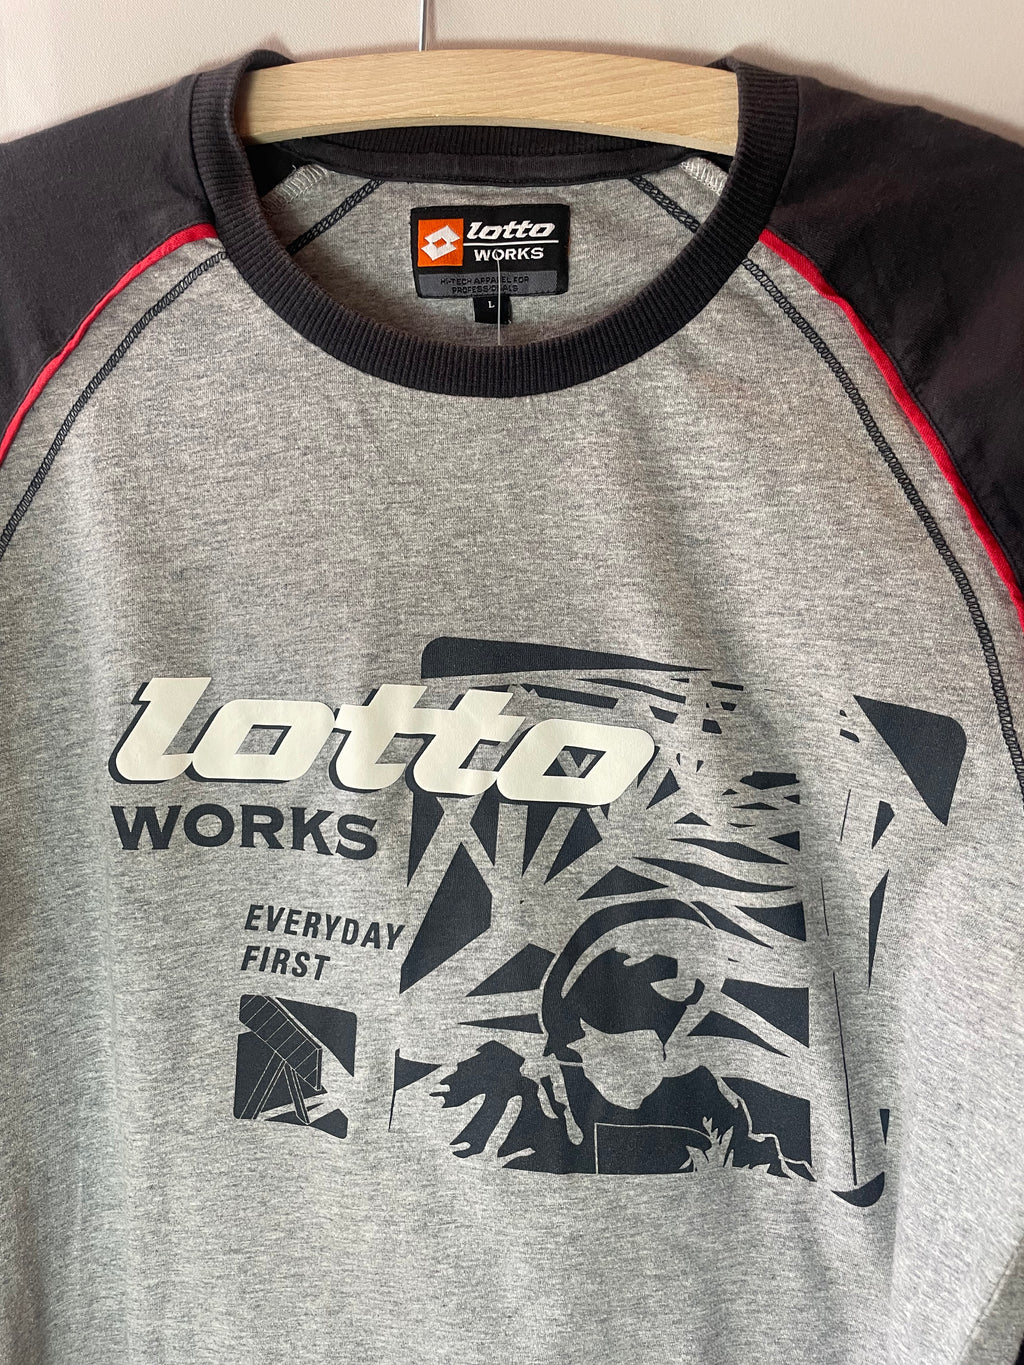 lotto
WORKS
HI-TECH APPAREL FOR
PROFESSIONALS
L
lotto
WORKS
EVERYDAY
FIRST